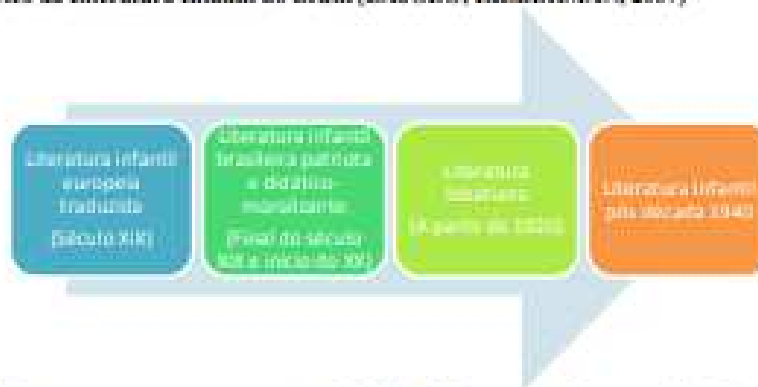 Literatura infantil
europeia
traduzida
(Século XIX)
Literatura infantil
brasileira patriota
e didático-
moralizante
(Final do século
XIX e início do XX)
Literatura
(A partir de 1920)
Literatura infantil
pós década 1940